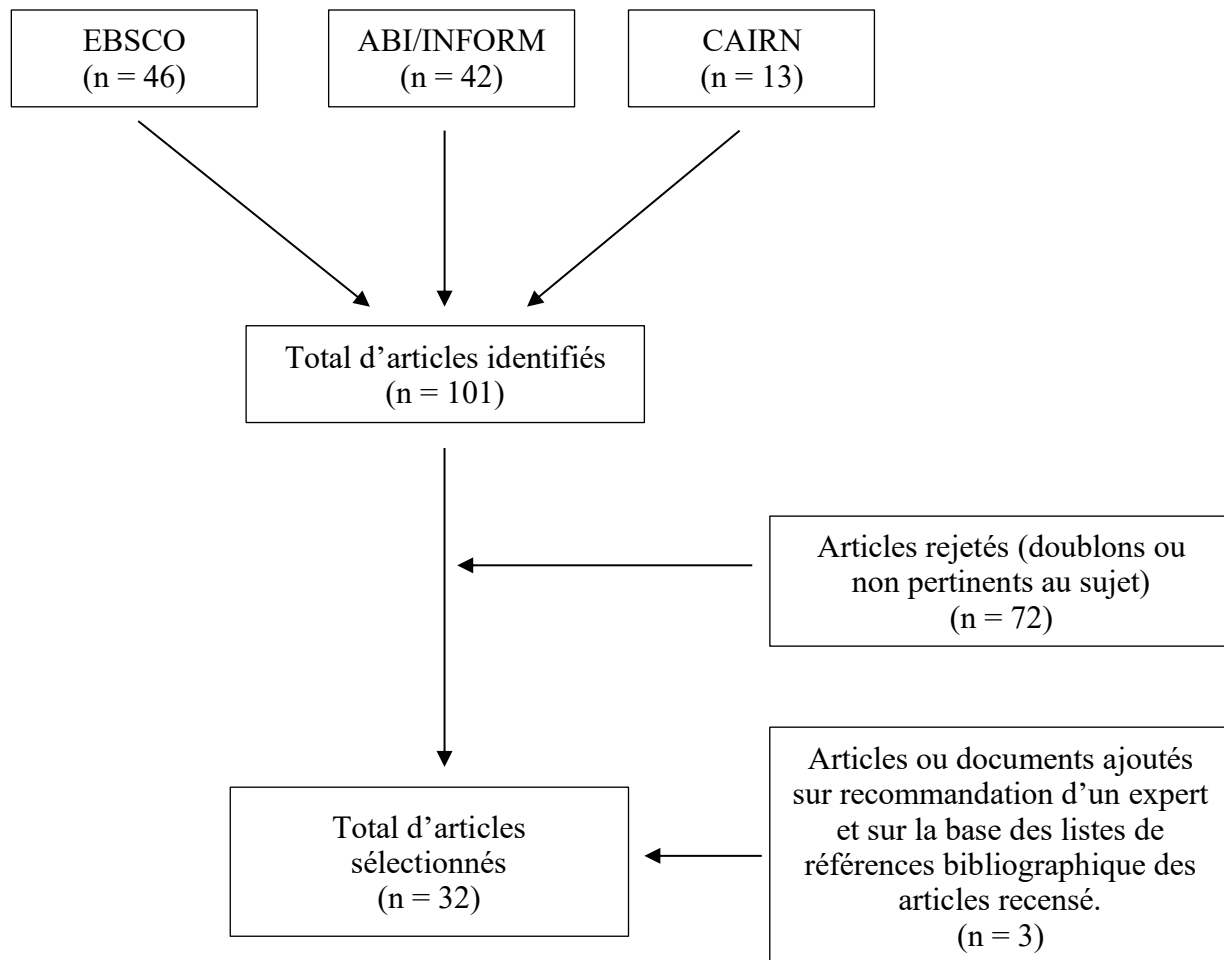 EBSCO
(n = 46)
ABI/INFORM
(n = 42)
CAIRN
(n = 13)
Total d’articles identifiés
(n = 101)
Articles rejetés (doublons ou
non pertinents au sujet)
(n = 72)
Articles ou documents ajoutés
sur recommandation d’un expert
et sur la base des listes de
références bibliographique des
articles recensé.
(n = 3)
Total d’articles
sélectionnés
(n = 32)